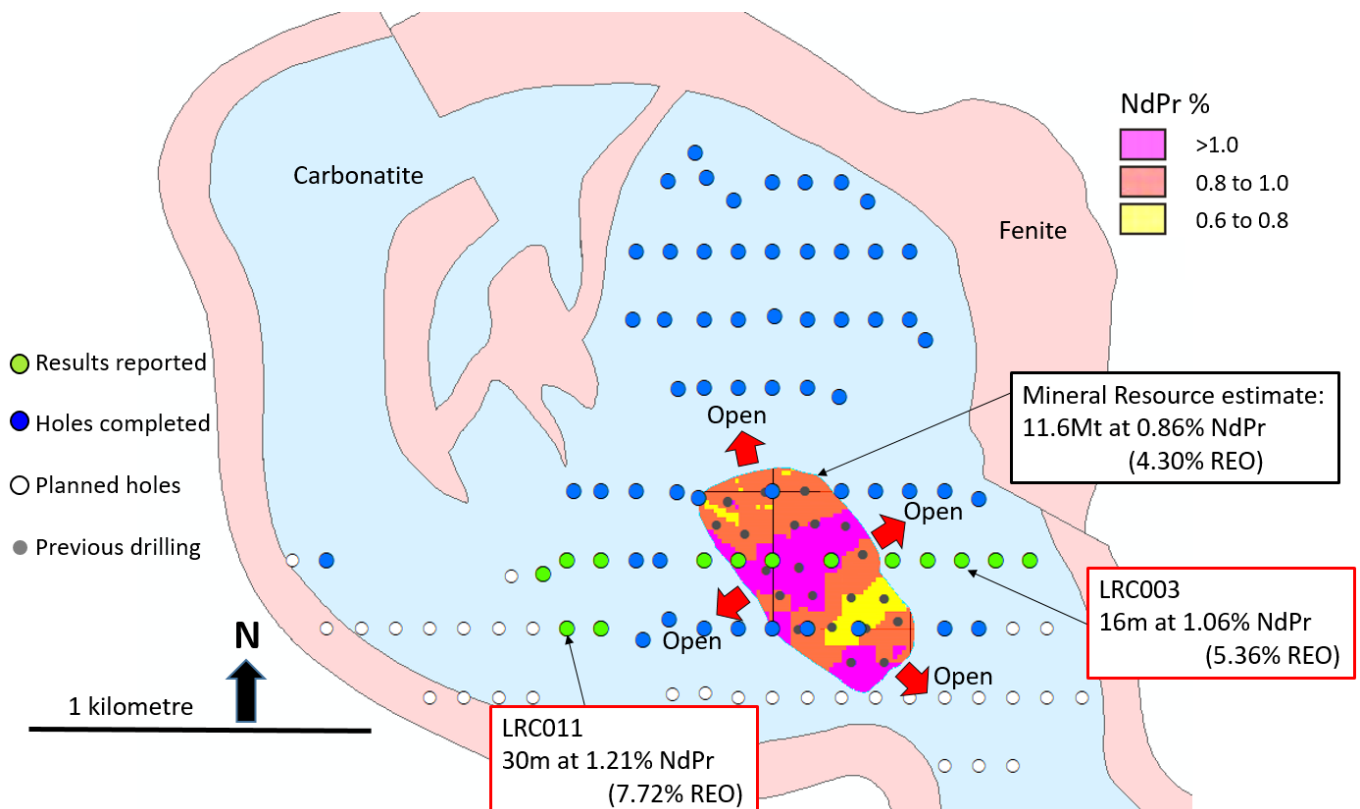 NdPr %
>1.0
0.8 to 1.0
0.6 to 0.8
Carbonatite
Fenite
Results reported
Holes completed
Planned holes
Previous drilling
Open
Mineral Resource estimate:
11.6Mt at 0.86% NdPr
(4.30% REO)
Open
LRC003
16m at 1.06% NdPr
(5.36% REO)
Open
Open
N
1 kilometre
LRC011
30m at 1.21% NdPr
(7.72% REO)